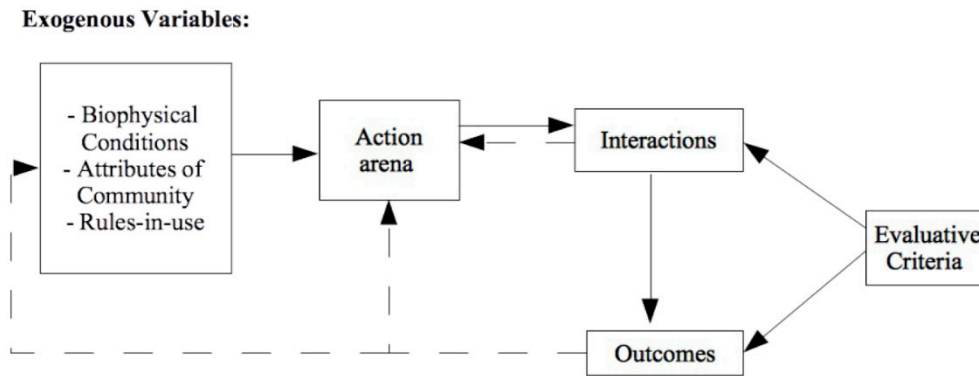 Exogenous Variables:
- Biophysical
Conditions
- Attributes of
Community
- Rules-in-use
Action
arena
Interactions
Evaluative
Criteria
Outcomes